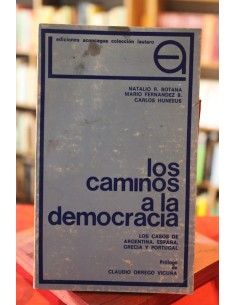 ediciones aconcagua colección lautaro
NATALIO R. BOTANA
MARIO FERNANDEZ B.
CARLOS HUNEEUS
los
caminos
a la
democracia
LOS CASOS DE
ARGENTINA, ESPAÑA,
GRECIA Y PORTUGAL
Prólogo
de
CLAUDIO ORREGO VICUÑA